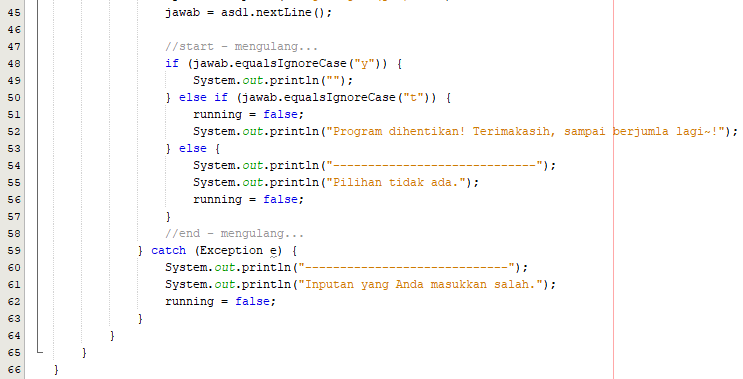 45 jawab = asdl.nextLine();
46
47 //start - mengulang...
48 if (jawab.equalsIgnoreCase("y")) {
49 System.out.println("");
50 } else if (jawab.equalsIgnoreCase("t")) {
51 running = false;
52 System.out.println("Program dihentikan! Terimakasih, sampai berjumla lagi~!");
53 } else {
54 System.out.println("-----------------------------");
55 System.out.println("Pilihan tidak ada.");
56 running = false;
57 }
58 //end - mengulang...
59 } catch (Exception e) {
60 System.out.println("-----------------------------");
61 System.out.println("Inputan yang Anda masukkan salah.");
62 running = false;
63 }
64 }
65 }
66 }